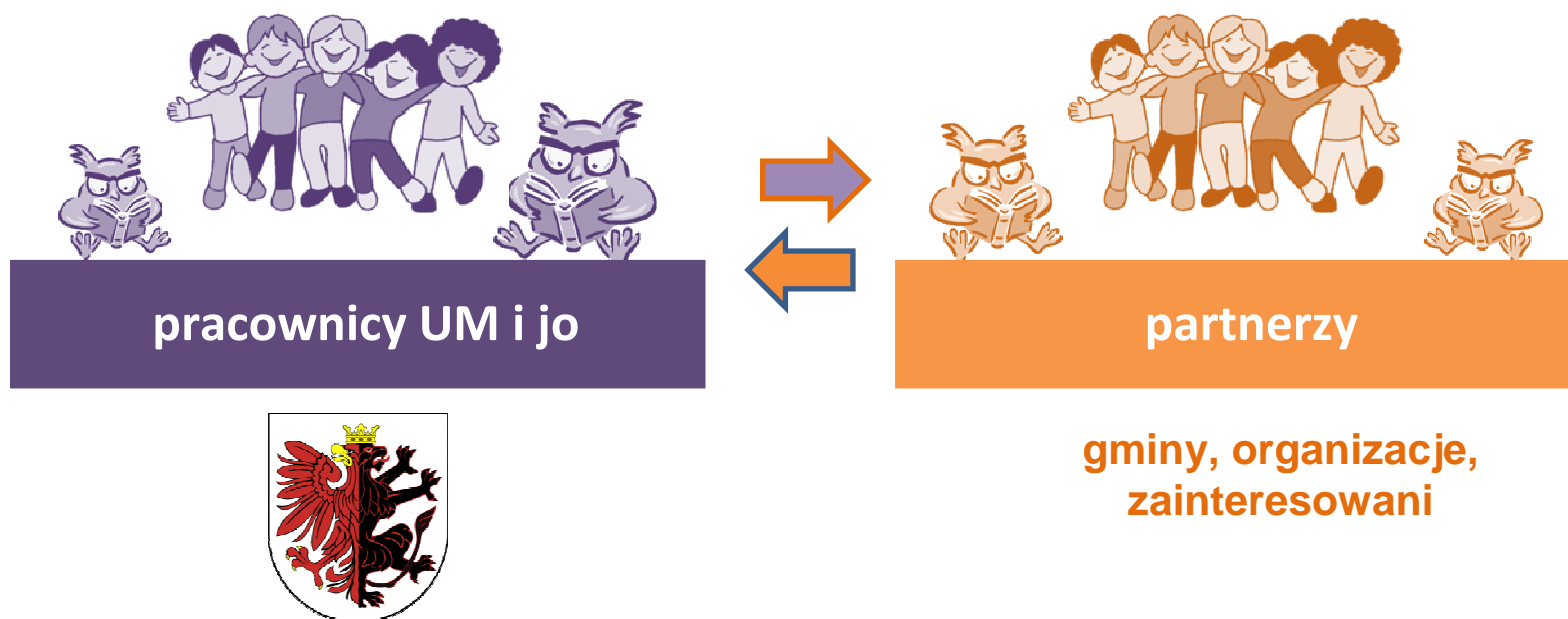 pracownicy UM i jo
partnerzy
gminy, organizacje,
zainteresowani